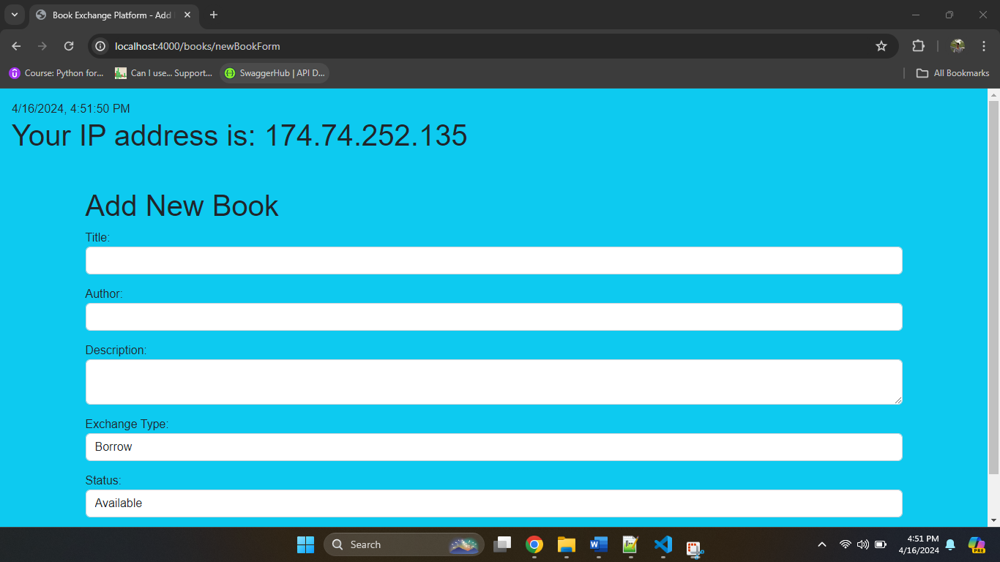 Book Exchange Platform - Add
localhost:4000/books/newBookForm
Course: Python for...
Can I use... Support...
SwaggerHub | API D...
All Bookmarks
4/16/2024, 4:51:50 PM
Your IP address is: 174.74.252.135
Add New Book
Title:
Author:
Description:
Exchange Type:
Borrow
Status:
Available
Search
4:51 PM
4/16/2024
PRE